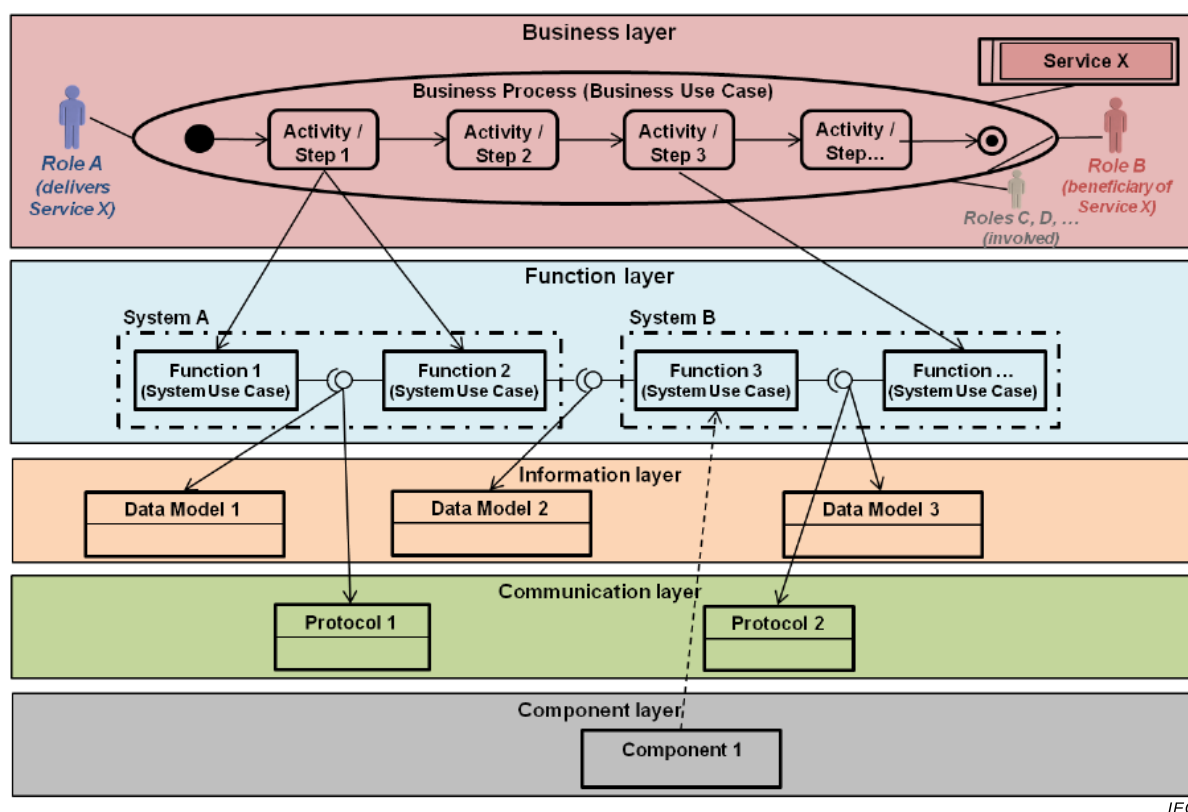 Business layer
Service X
Business Process (Business Use Case)
Activity /
Step 1
Activity /
Step 2
Activity /
Step 3
Activity /
Step...
Role A
(delivers
Service X)
Role B
(beneficiary of
Service X)
Roles C, D, ...
(involved)
Function layer
System A
System B
Function 1
(System Use Case)
Function 2
(System Use Case)
Function 3
(System Use Case)
Function ...
(System Use Case)
Information layer
Data Model 1
Data Model 2
Data Model 3
Communication layer
Protocol 1
Protocol 2
Component layer
Component 1